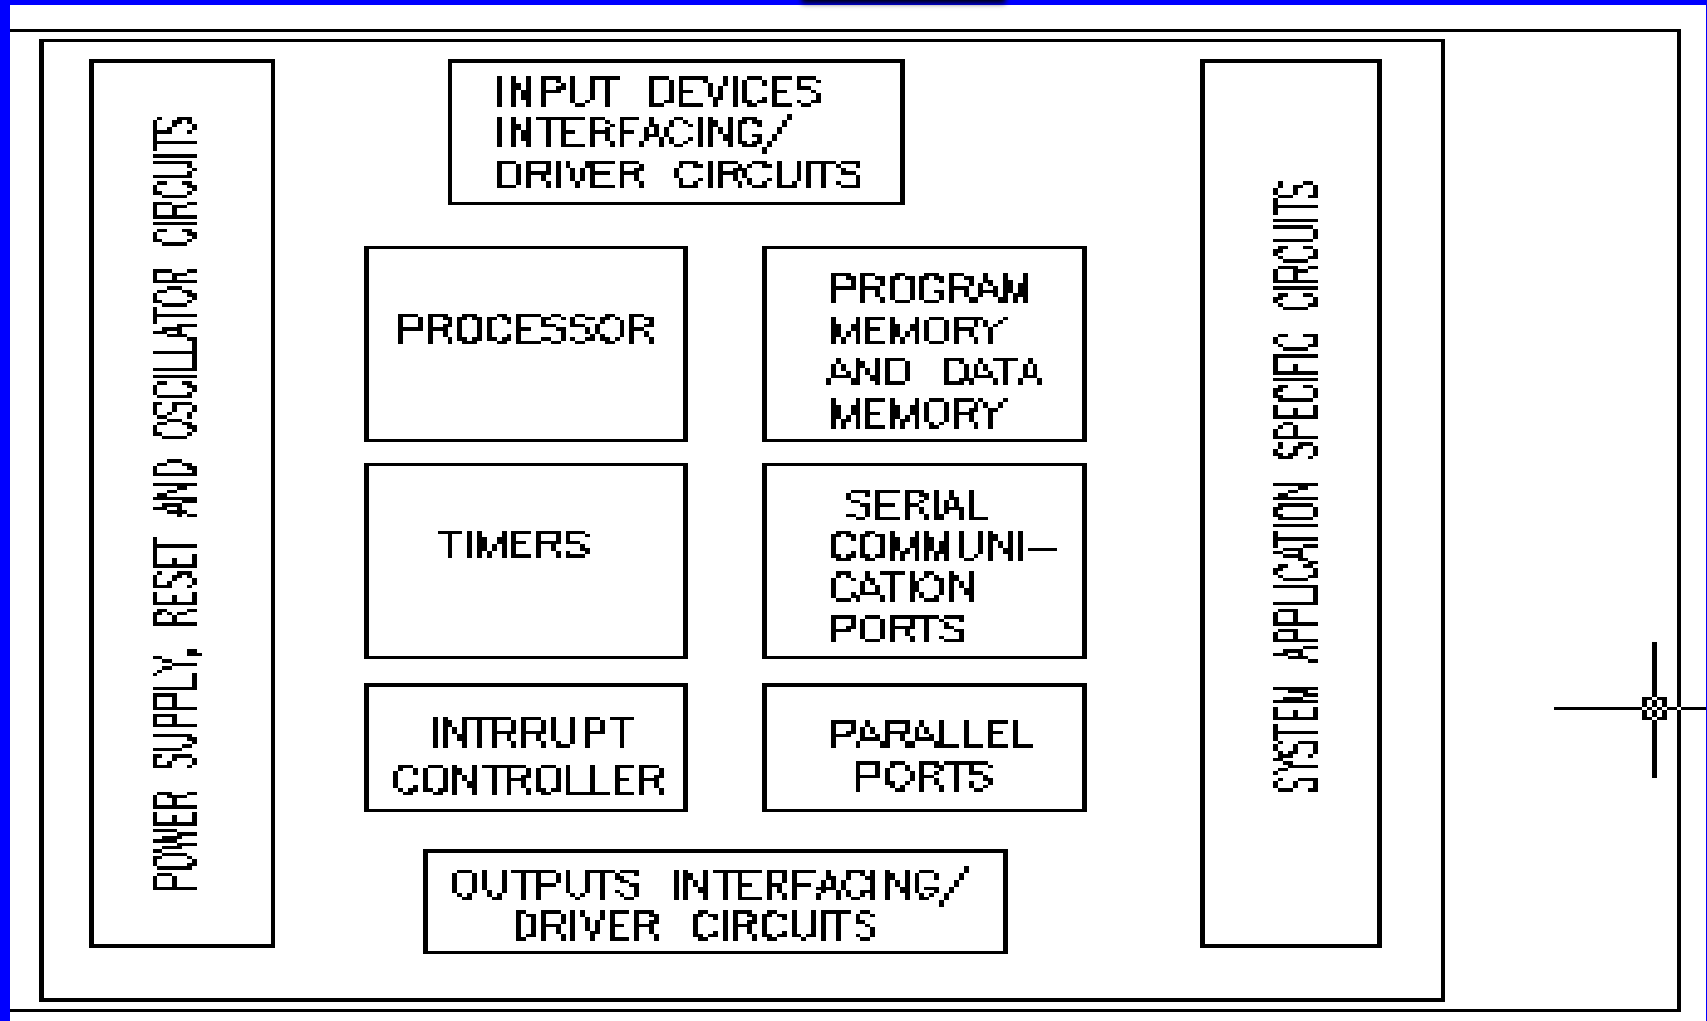 POWER SUPPLY, RESET AND OSCILLATOR CIRCUITS
INPUT DEVICES
INTERFACING/
DRIVER CIRCUITS
PROCESSOR
PROGRAM
MEMORY
AND DATA
MEMORY
TIMERS
SERIAL
COMMUNI-
CATION
PORTS
INTRRUPT
CONTROLLER
PARALLEL
PORTS
OUTPUTS INTERFACING/
DRIVER CIRCUITS
SYSTEM APPLICATION SPECIFIC CIRCUITS